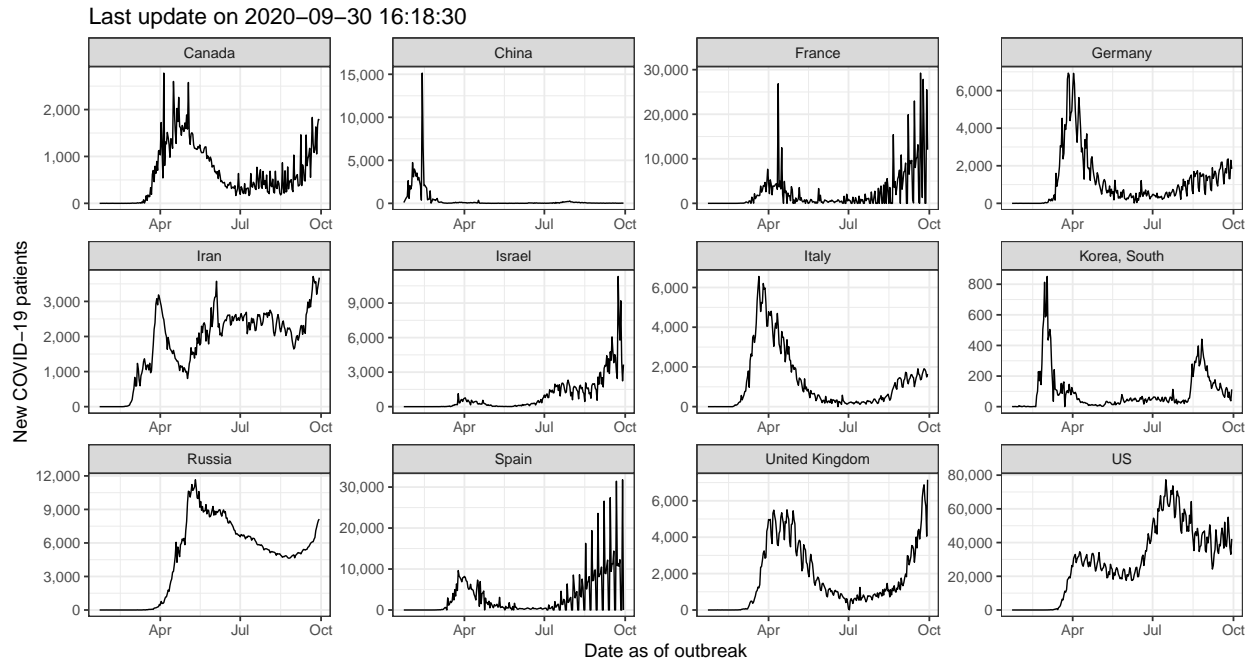 Last update on 2020−09−30 16:18:30
Canada
China
France
Germany
2,000
1,000
0
15,000
10,000
5,000
0
30,000
20,000
10,000
0
6,000
4,000
2,000
0
Apr Jul Oct
Apr Jul Oct
Apr Jul Oct
Apr Jul Oct
Iran
Israel
Italy
Korea, South
3,000
2,000
1,000
0
9,000
6,000
3,000
0
6,000
4,000
2,000
0
800
600
400
200
0
Apr Jul Oct
Apr Jul Oct
Apr Jul Oct
Apr Jul Oct
Russia
Spain
United Kingdom
US
12,000
9,000
6,000
3,000
0
30,000
20,000
10,000
0
6,000
4,000
2,000
0
80,000
60,000
40,000
20,000
0
Apr Jul Oct
Apr Jul Oct
Apr Jul Oct
Apr Jul Oct
New COVID−19 patients
Date as of outbreak